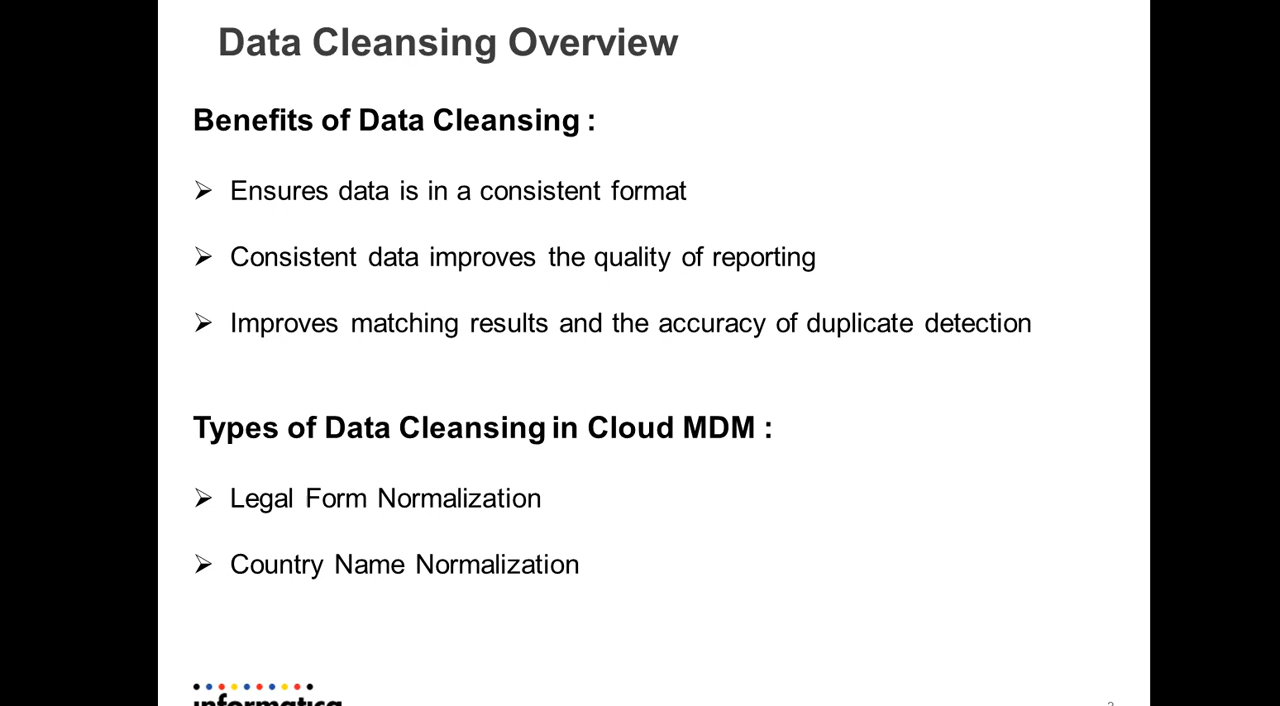 Data Cleansing Overview
Benefits of Data Cleansing :
Ensures data is in a consistent format
Consistent data improves the quality of reporting
Improves matching results and the accuracy of duplicate detection
Types of Data Cleansing in Cloud MDM :
Legal Form Normalization
Country Name Normalization
informatica